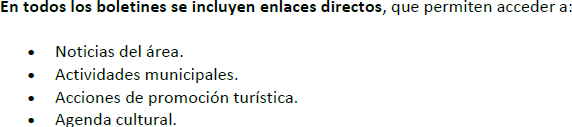 En todos los boletines se incluyen enlaces directos, que permiten acceder a:
• Noticias del área.
• Actividades municipales.
• Acciones de promoción turística.
• Agenda cultural.